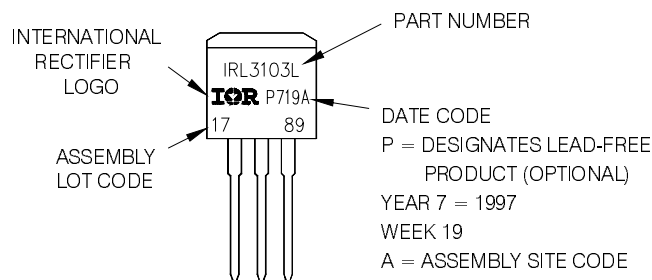 INTERNATIONAL
RECTIFIER
LOGO
PART NUMBER
IRL3103L
IOR P719A
17 89
ASSEMBLY
LOT CODE
DATE CODE
P = DESIGNATES LEAD-FREE
PRODUCT (OPTIONAL)
YEAR 7 = 1997
WEEK 19
A = ASSEMBLY SITE CODE